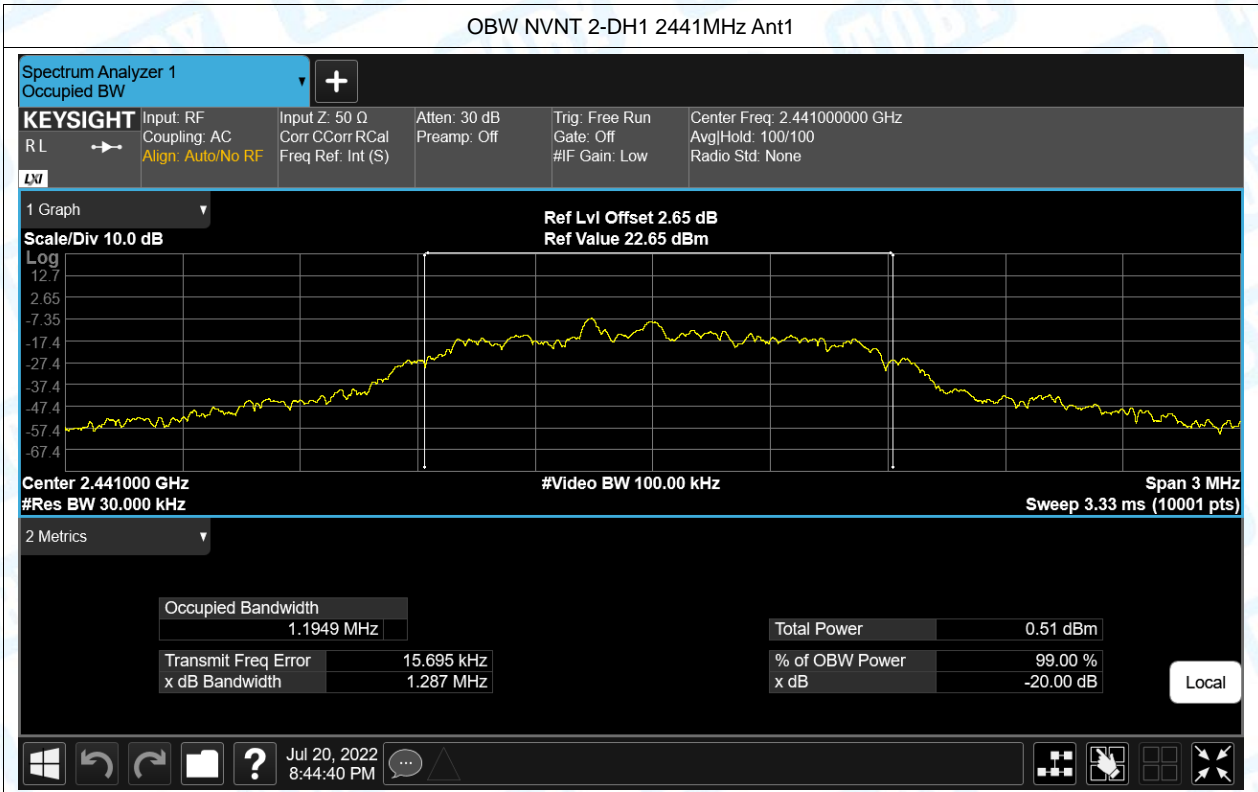 OBW NVNT 2-DH1 2441MHz Ant1
Spectrum Analyzer 1
Occupied BW
KEYSIGHT
R L
LXI
Input: RF
Coupling: AC
Align: Auto/No RF
Input Z: 50 Ω
Corr CCorr RCal
Freq Ref: Int (S)
Atten: 30 dB
Preamp: Off
Trig: Free Run
Gate: Off
#IF Gain: Low
Center Freq: 2.441000000 GHz
Avg|Hold: 100/100
Radio Std: None
1 Graph
Scale/Div 10.0 dB
Ref Lvl Offset 2.65 dB
Ref Value 22.65 dBm
Log
12.7
2.65
-7.35
-17.4
-27.4
-37.4
-47.4
-57.4
-67.4
Center 2.441000 GHz
#Res BW 30.000 kHz
#Video BW 100.00 kHz
Span 3 MHz
Sweep 3.33 ms (10001 pts)
2 Metrics
Occupied Bandwidth
1.1949 MHz
Total Power 0.51 dBm
Transmit Freq Error 15.695 kHz
% of OBW Power 99.00 %
x dB Bandwidth 1.287 MHz
x dB -20.00 dB
Local
Jul 20, 2022
8:44:40 PM